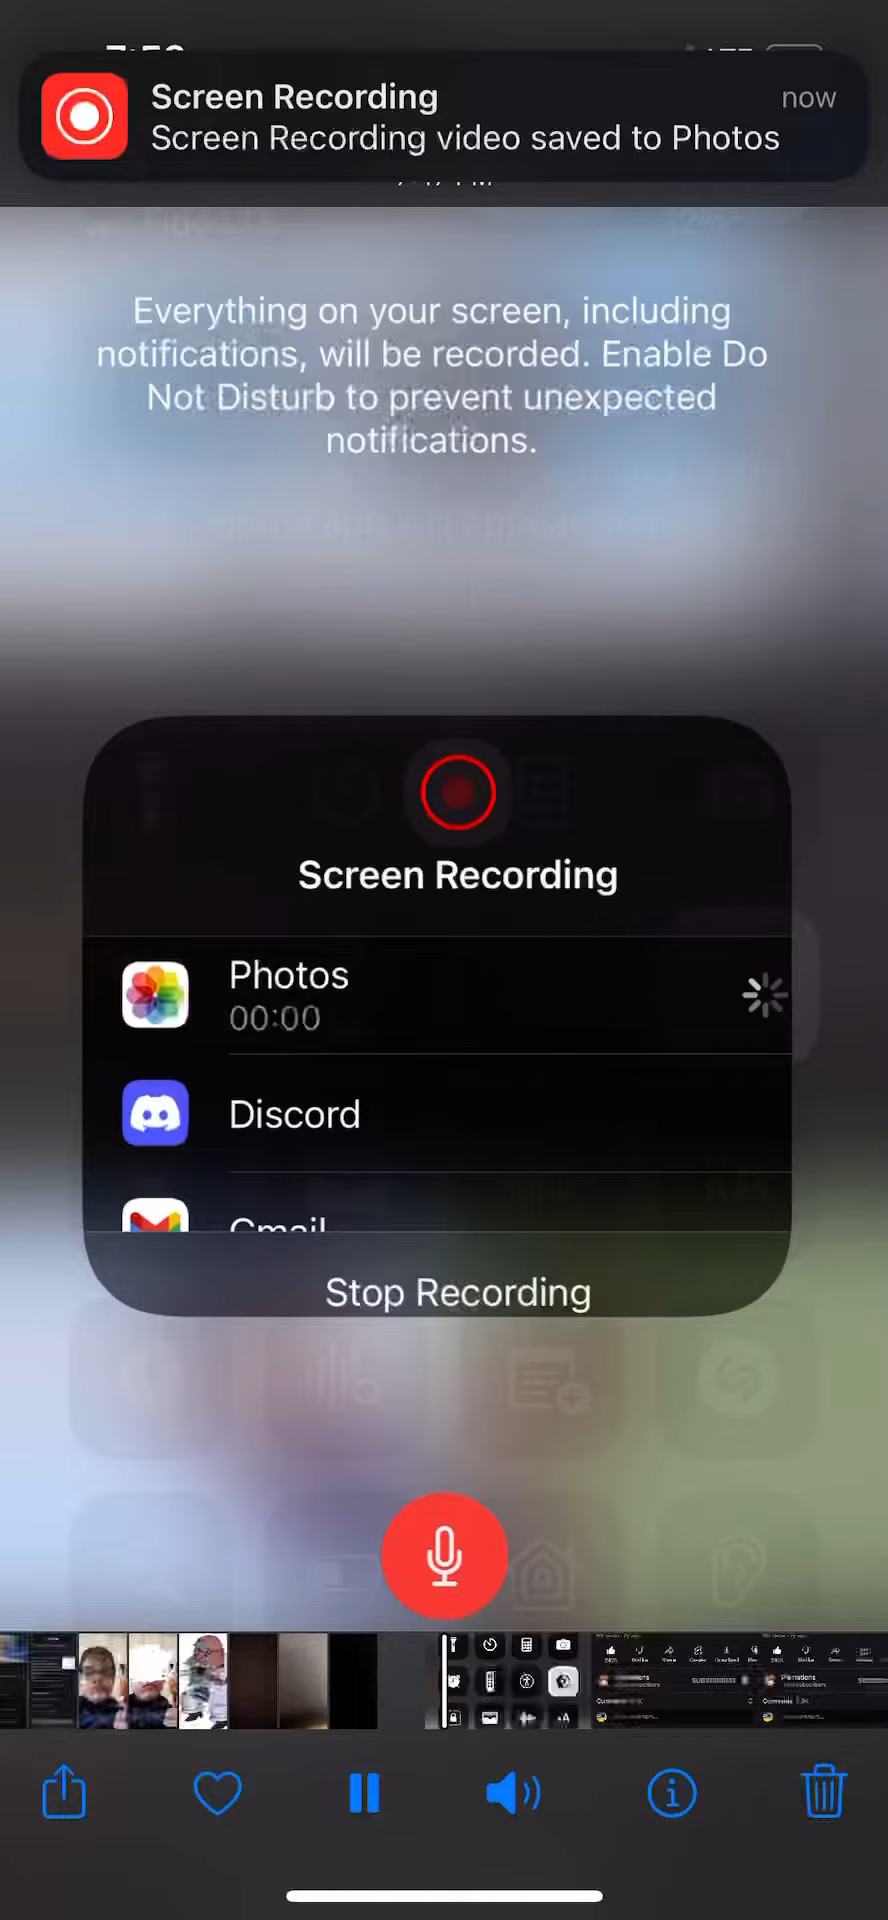 Screen Recording
now
Screen Recording video saved to Photos
Everything on your screen, including
notifications, will be recorded. Enable Do
Not Disturb to prevent unexpected
notifications.
Screen Recording
Photos
00:00
Discord
Gmail
Stop Recording